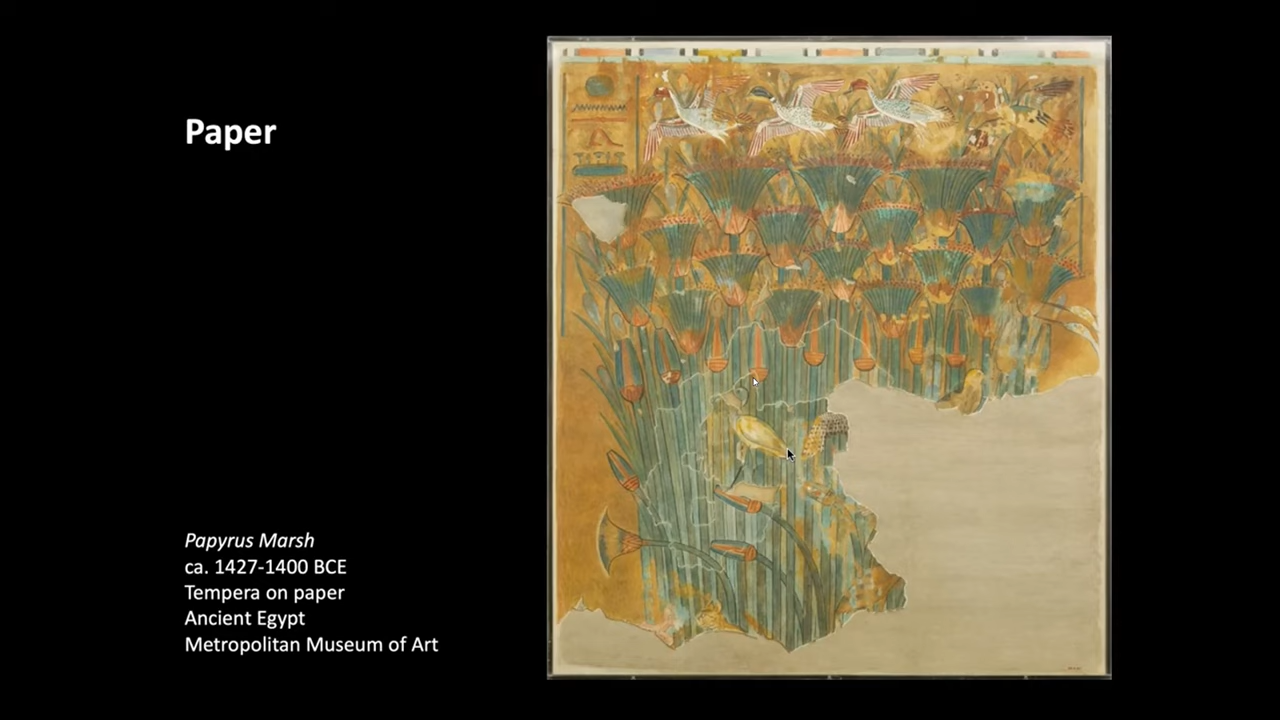 Paper
Papyrus Marsh
ca. 1427-1400 BCE
Tempera on paper
Ancient Egypt
Metropolitan Museum of Art